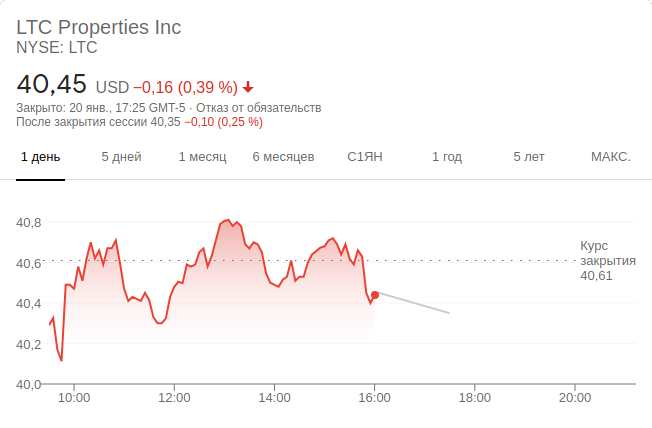 LTC Properties Inc
NYSE: LTC
40,45 USD −0,16 (0,39 %)
Закрыто: 20 янв., 17:25 GMT-5 · Отказ от обязательств
После закрытия сессии 40,35 −0,10 (0,25 %)
1 день 5 дней 1 месяц 6 месяцев С1ЯН 1 год 5 лет МАКС.
40,8
Курс
закрытия
40,61
40,6
40,4
40,2
40,0
10:00 12:00 14:00 16:00 18:00 20:00